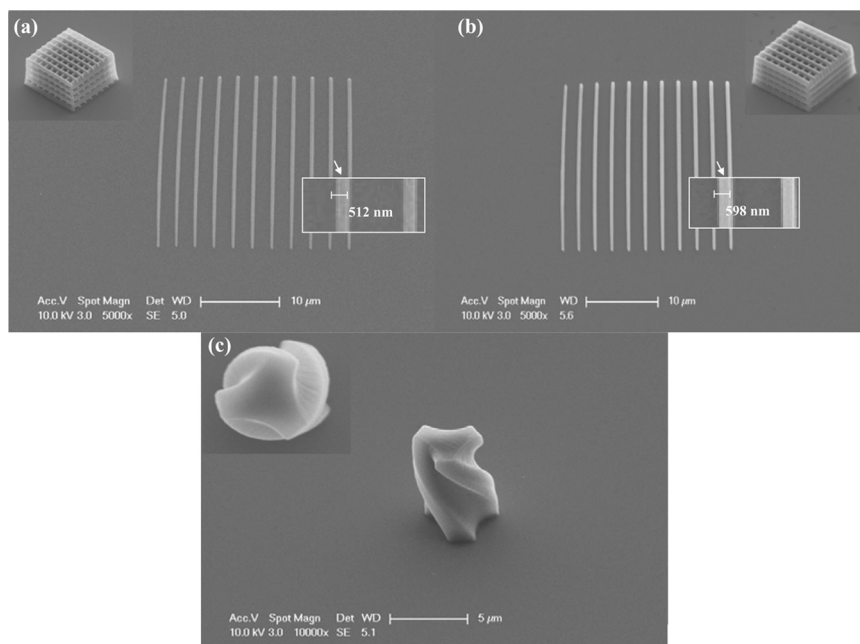 (a)
512 nm
Acc.V Spot Magn Det WD 10 μm
10.0 kV 3.0 5000x SE 5.0
(b)
598 nm
Acc.V Spot Magn WD 10 μm
10.0 kV 3.0 5000x 5.6
(c)
Acc.V Spot Magn Det WD 5 μm
10.0 kV 3.0 10000x SE 5.1